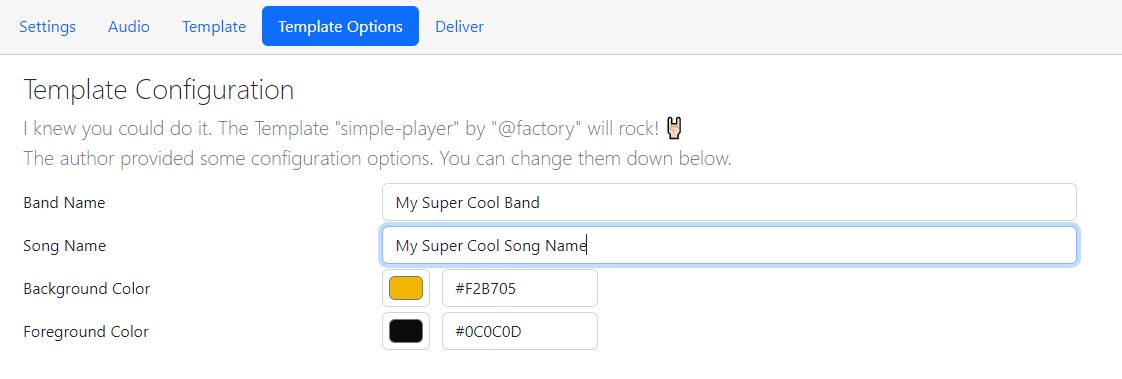 Settings Audio Template Template Options Deliver
Template Configuration
I knew you could do it. The Template "simple-player" by "@factory" will rock! 🤘🏻
The author provided some configuration options. You can change them down below.
Band Name My Super Cool Band
Song Name My Super Cool Song Name
Background Color #F2B705
Foreground Color #0C0C0D